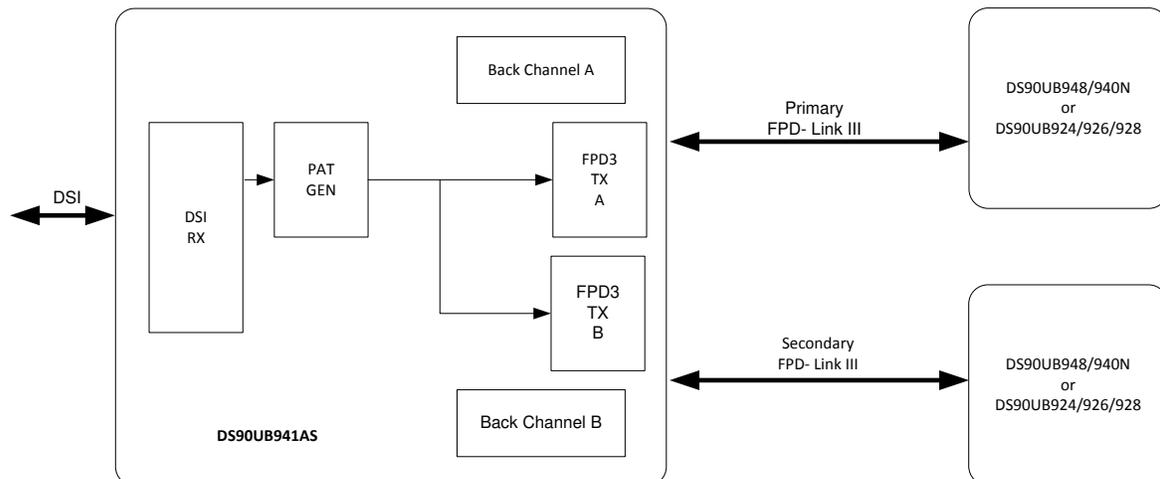 Back Channel A
DS90UB948/940N
or
DS90UB924/926/928
Primary
FPD- Link III
DSI
DSI
RX
PAT
GEN
FPD3
TX
A
FPD3
TX
B
Secondary
FPD- Link III
DS90UB948/940N
or
DS90UB924/926/928
Back Channel B
DS90UB941AS